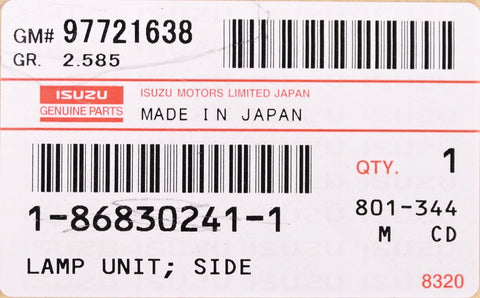 GM# 97721638
GR. 2.585
ISUZU
GENUINE PARTS
ISUZU MOTORS LIMITED JAPAN
MADE IN JAPAN
QTY. 1
1-86830241-1
801-344
M CD
LAMP UNIT; SIDE
8320